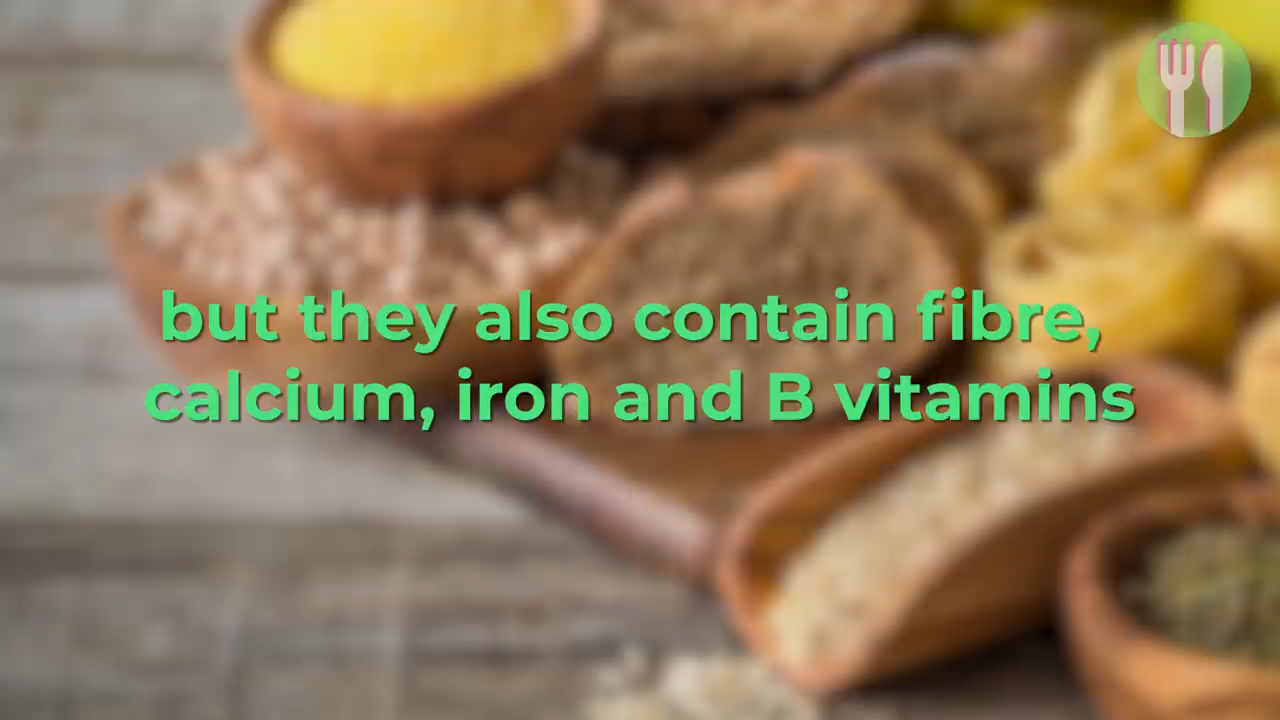 but they also contain fibre,
calcium, iron and B vitamins